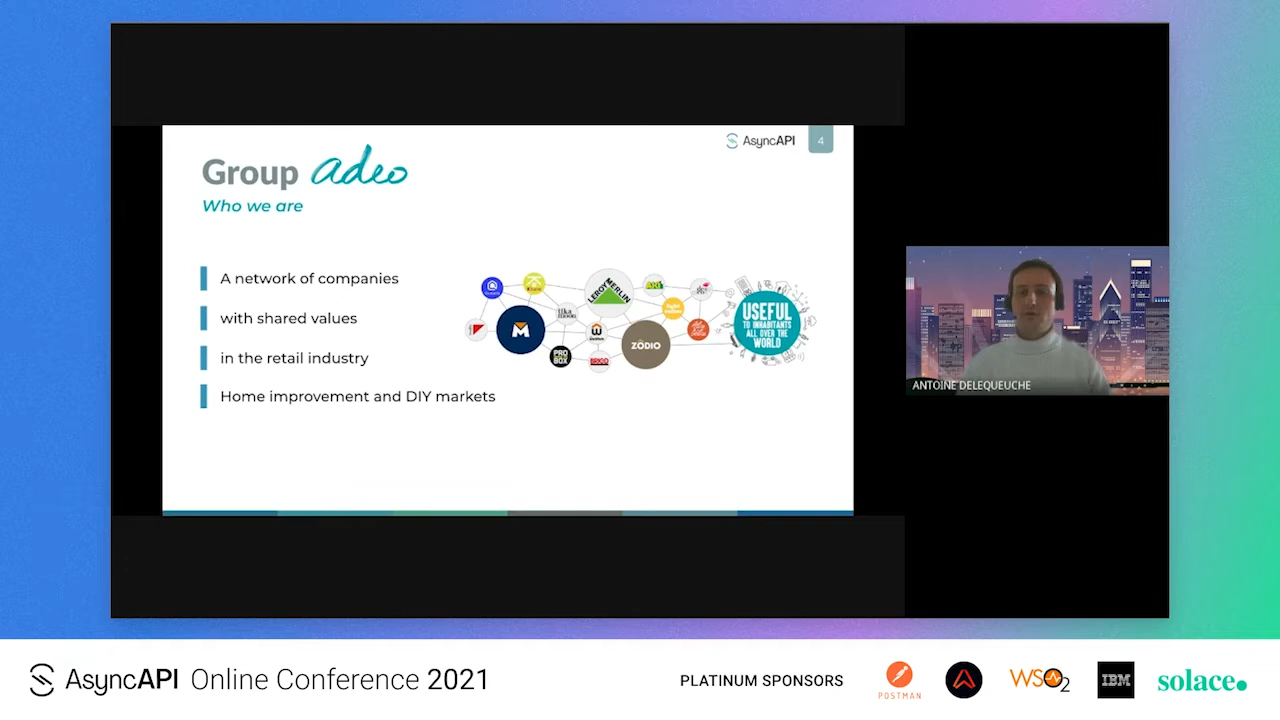 AsyncAPI
4
Group adeo
Who we are
A network of companies
with shared values
in the retail industry
Home improvement and DIY markets
LEROY MERLIN
M
ZÔDIO
USEFUL
TO INHABITANTS
ALL OVER THE
WORLD
ANTOINE DELEQUEUCHE
AsyncAPI Online Conference 2021
PLATINUM SPONSORS
POSTMAN
WSO2
IBM
solace